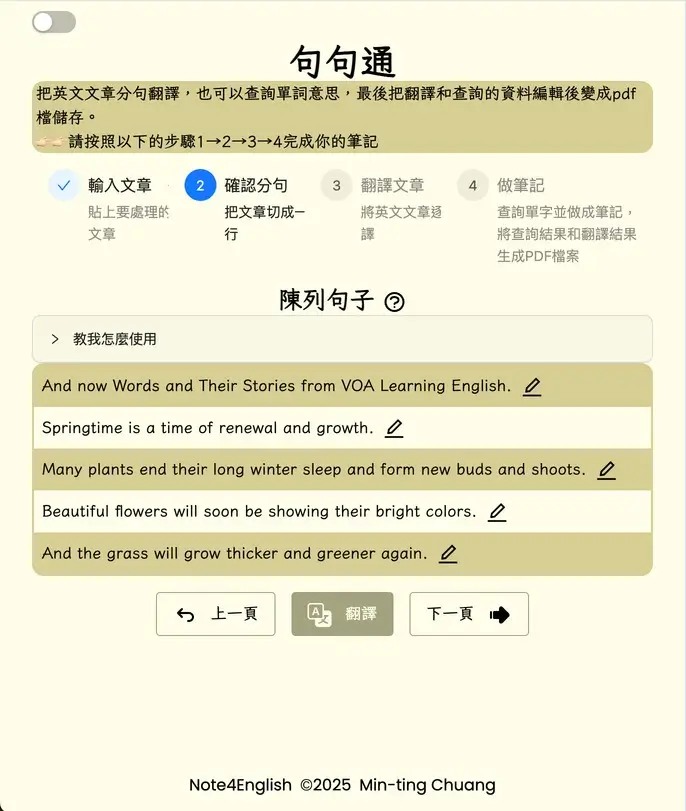 句句通
把英文文章分句翻譯，也可以查詢單詞意思，最後把翻譯和查詢的資料編輯後變成pdf
檔儲存。
👉🏻👉🏻 請按照以下的步驟1→2→3→4完成你的筆記
輸入文章
貼上要處理的
文章
2 確認分句
把文章切成一
行
3 翻譯文章
將英文文章逐
譯
4 做筆記
查詢單字並做成筆記，
將查詢結果和翻譯結果
生成PDF檔案
陳列句子
教我怎麼使用
And now Words and Their Stories from VOA Learning English.
Springtime is a time of renewal and growth.
Many plants end their long winter sleep and form new buds and shoots.
Beautiful flowers will soon be showing their bright colors.
And the grass will grow thicker and greener again.
上一頁
翻譯
下一頁
Note4English ©2025 Min-ting Chuang